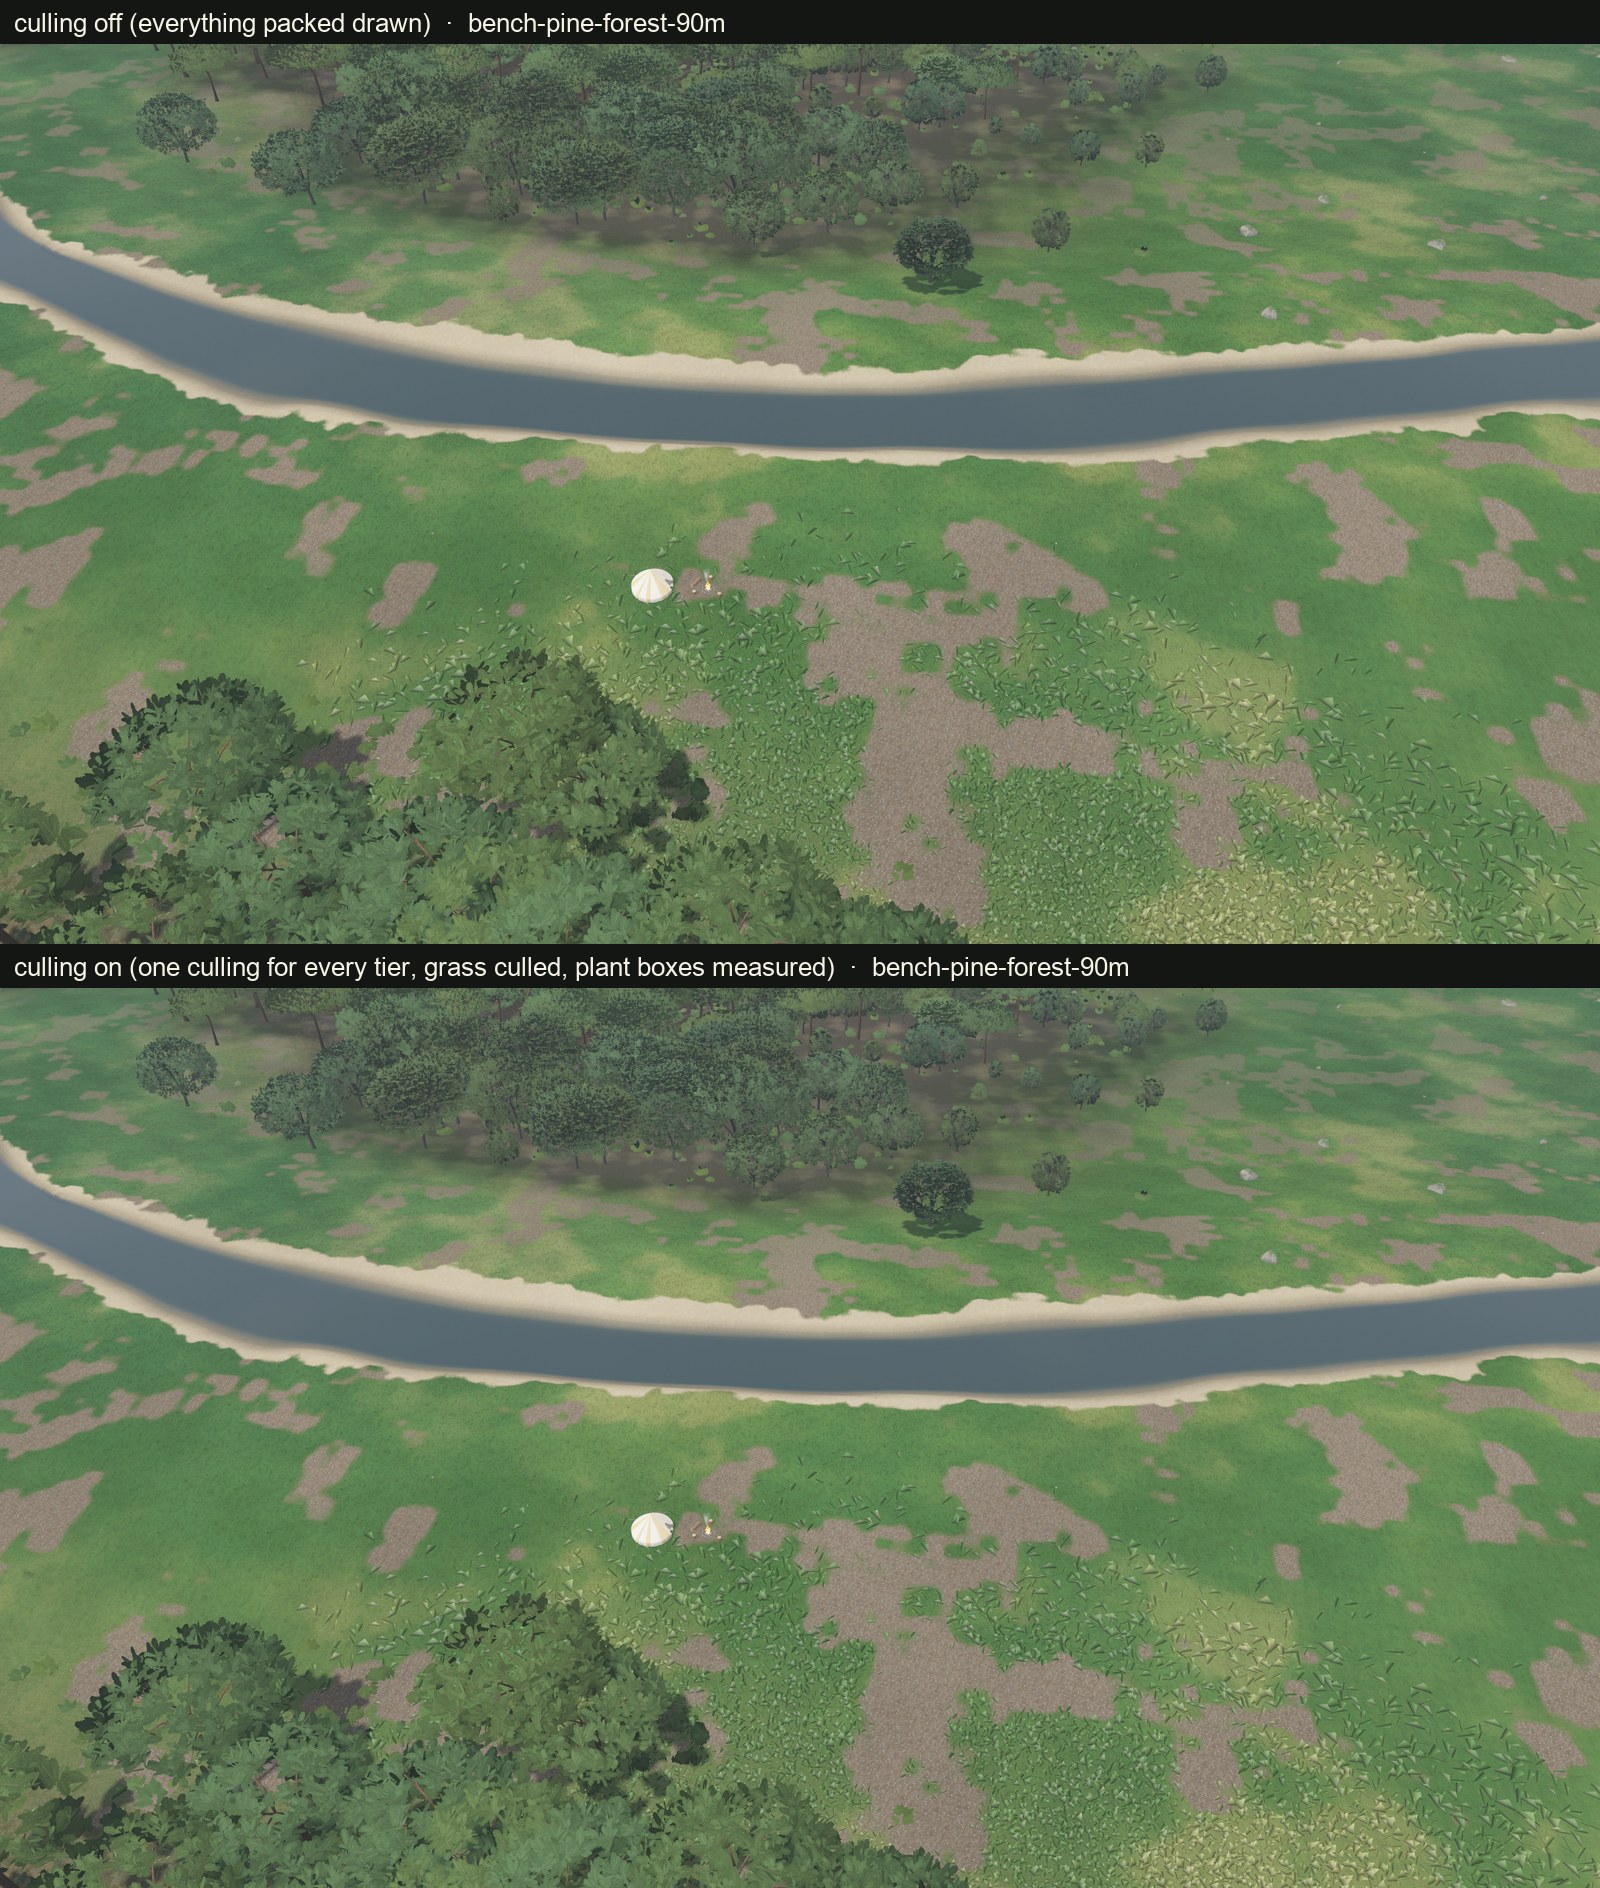 culling off (everything packed drawn) · bench-pine-forest-90m
culling on (one culling for every tier, grass culled, plant boxes measured) · bench-pine-forest-90m